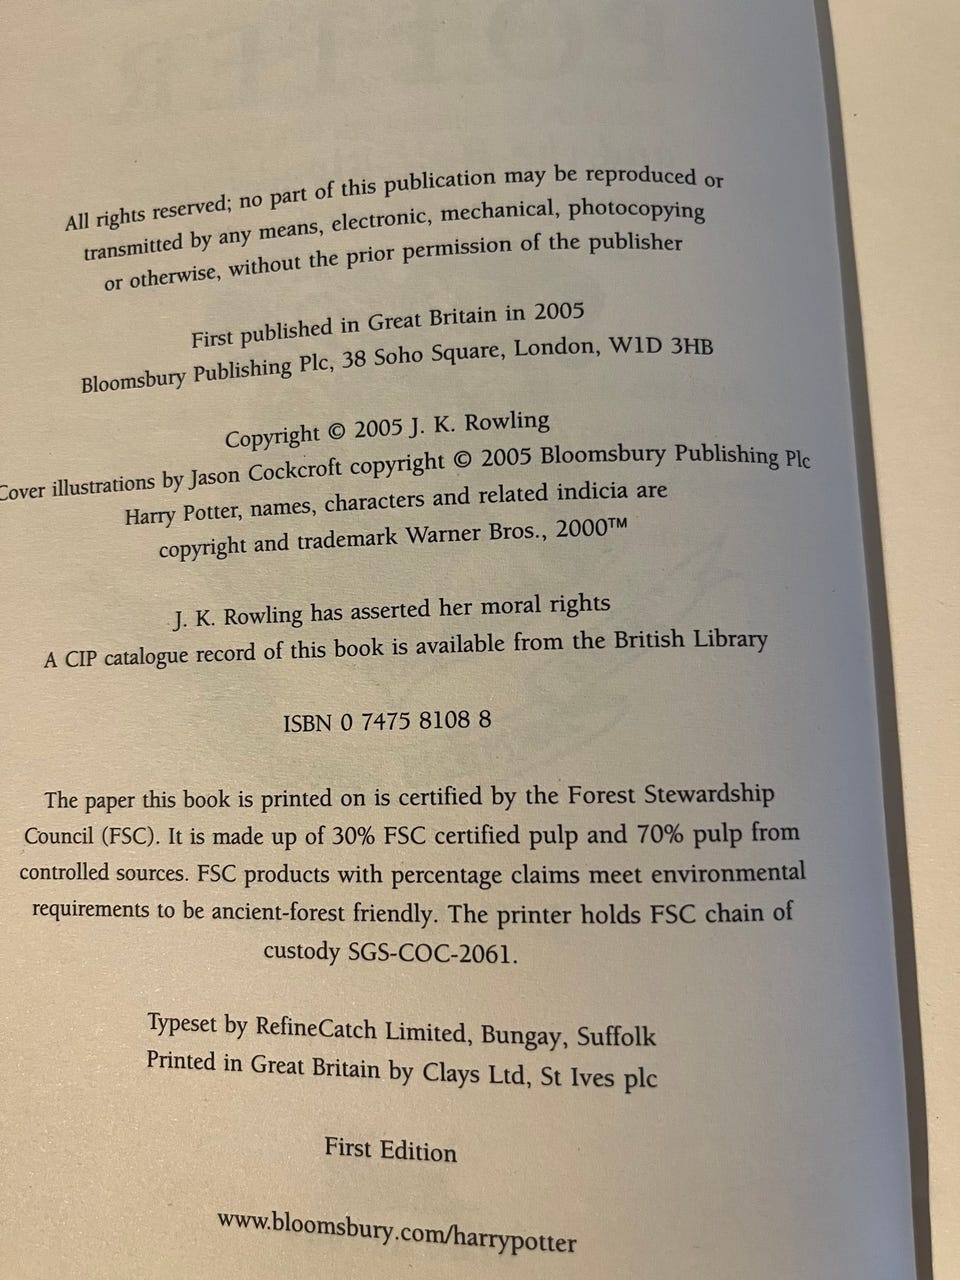 All rights reserved; no part of this publication may be reproduced or
transmitted by any means, electronic, mechanical, photocopying
or otherwise, without the prior permission of the publisher
First published in Great Britain in 2005
Bloomsbury Publishing Plc, 38 Soho Square, London, W1D 3HB
Copyright © 2005 J. K. Rowling
Cover illustrations by Jason Cockcroft copyright © 2005 Bloomsbury Publishing Plc
Harry Potter, names, characters and related indicia are
copyright and trademark Warner Bros., 2000™
J. K. Rowling has asserted her moral rights
A CIP catalogue record of this book is available from the British Library
ISBN 0 7475 8108 8
The paper this book is printed on is certified by the Forest Stewardship
Council (FSC). It is made up of 30% FSC certified pulp and 70% pulp from
controlled sources. FSC products with percentage claims meet environmental
requirements to be ancient-forest friendly. The printer holds FSC chain of
custody SGS-COC-2061.
Typeset by RefineCatch Limited, Bungay, Suffolk
Printed in Great Britain by Clays Ltd, St Ives plc
First Edition
www.bloomsbury.com/harrypotter